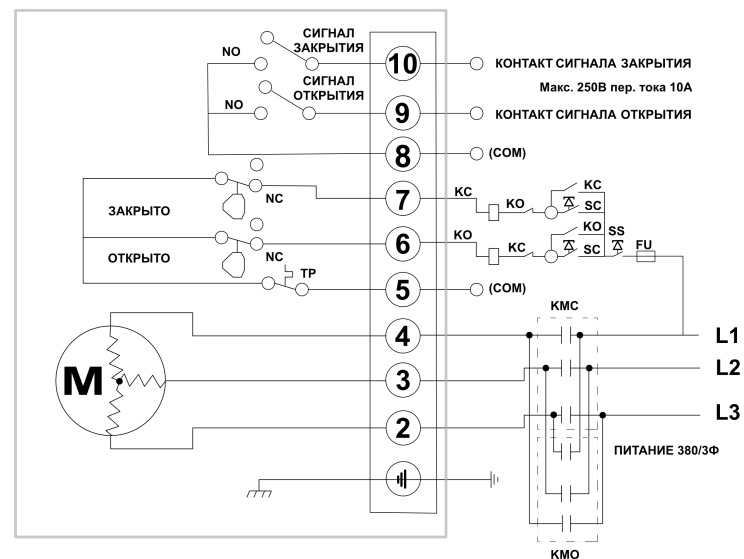 СИГНАЛ
ЗАКРЫТИЯ
NO
10
КОНТАКТ СИГНАЛА ЗАКРЫТИЯ
СИГНАЛ
ОТКРЫТИЯ
Макс. 250В пер. тока 10А
NO
9
КОНТАКТ СИГНАЛА ОТКРЫТИЯ
8
(COM)
NC
7
KC
KO
KC
SC
ЗАКРЫТО
6
KO
KC
KO
SC
SS
FU
ОТКРЫТО
NC
TP
5
(COM)
KMC
4
L1
M
3
L2
2
L3
ПИТАНИЕ 380/3Ф
KMO